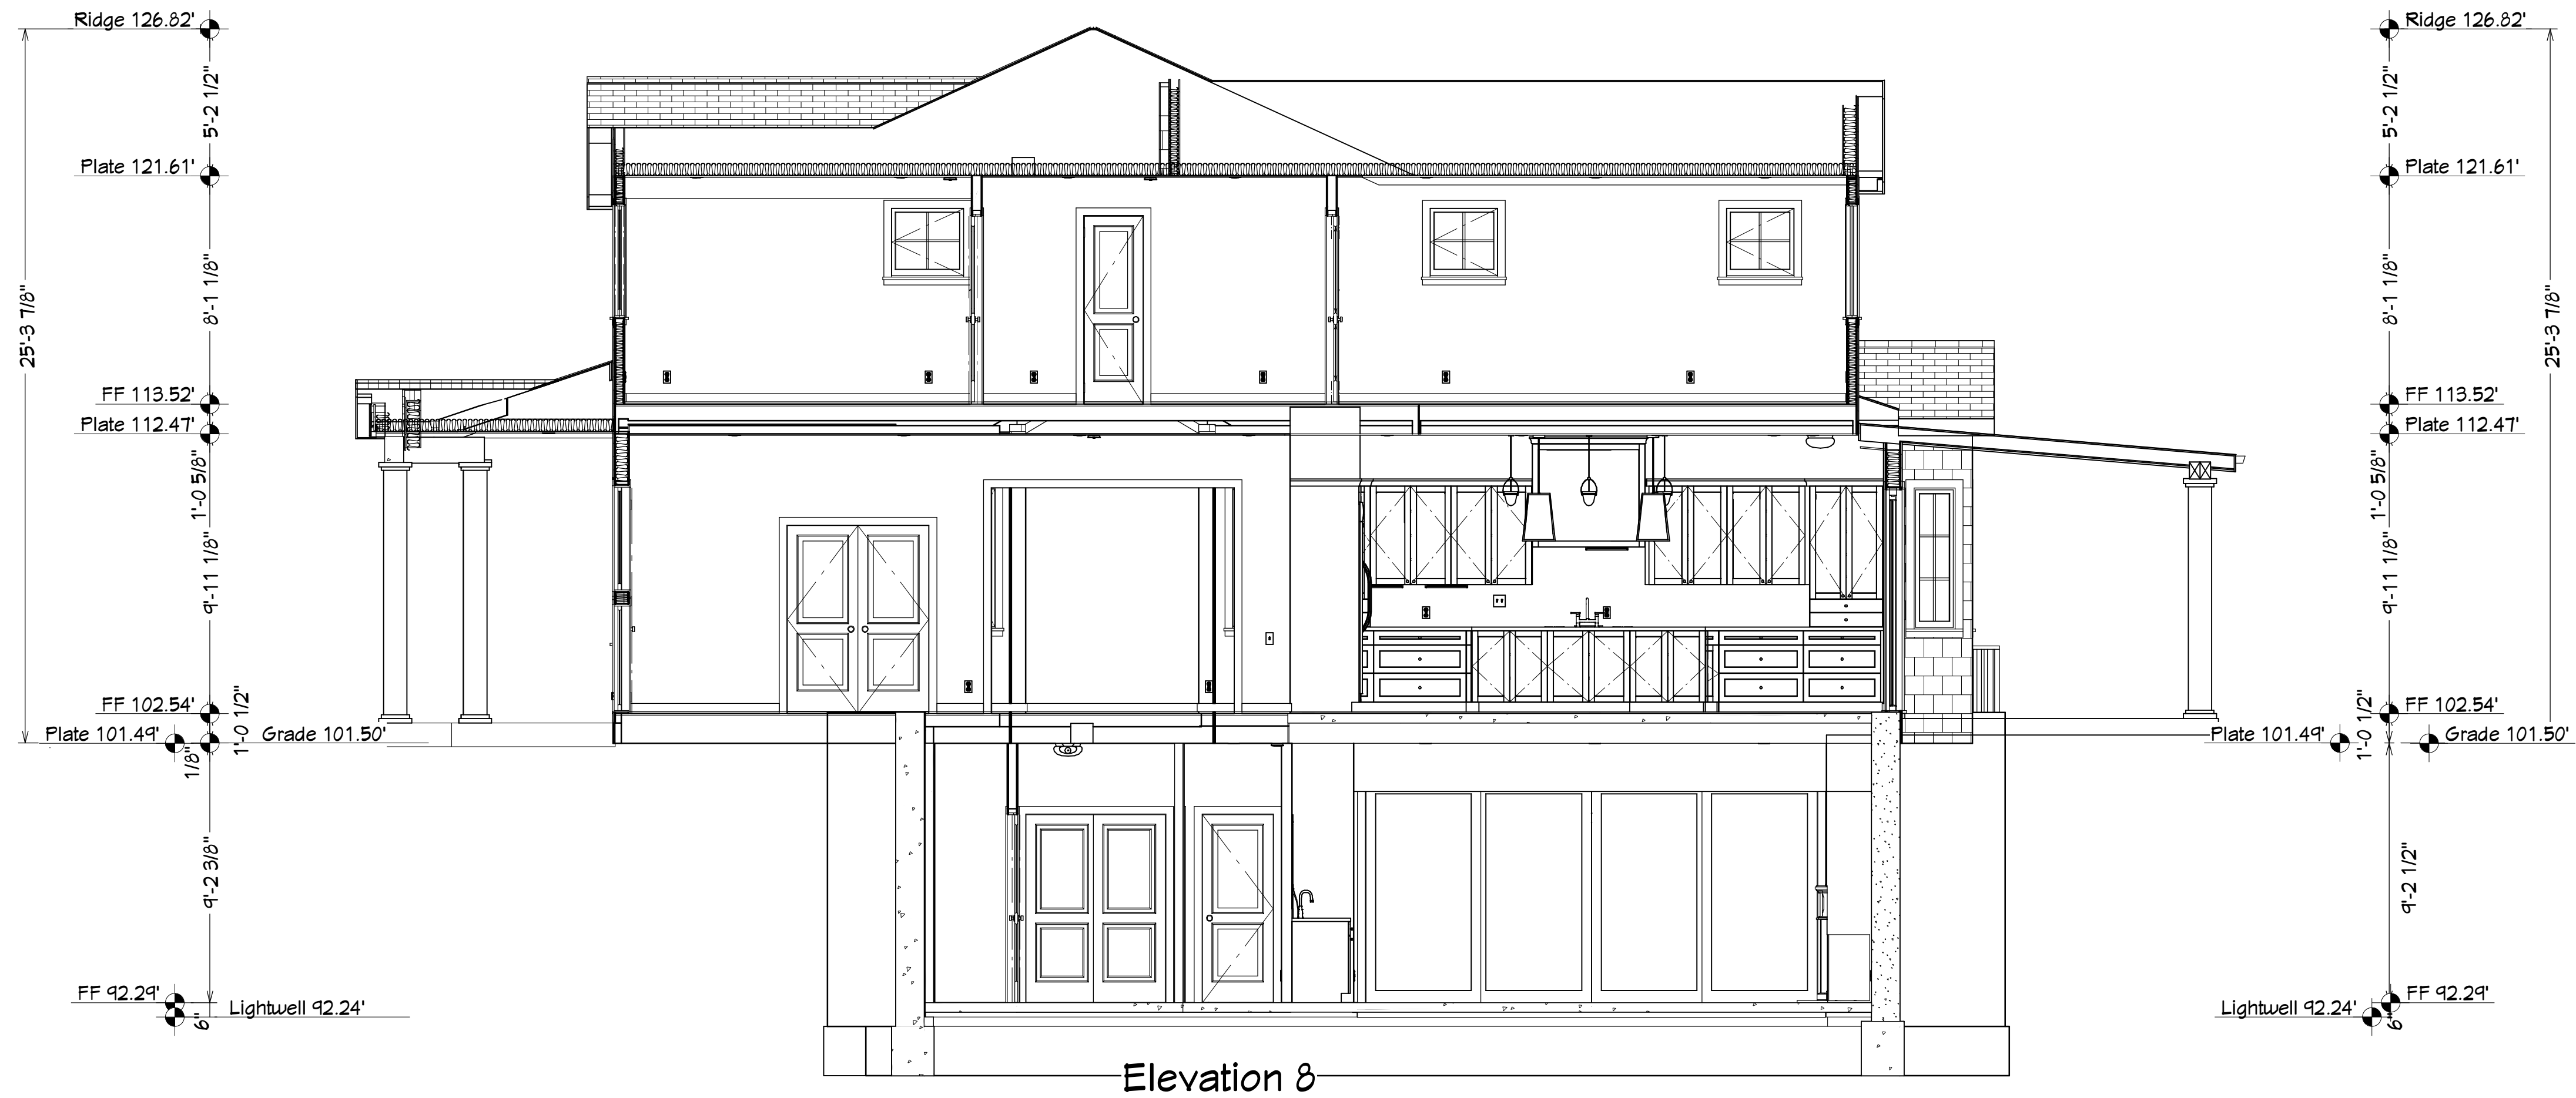 Ridge 126.82'
5'-2 1/2"
Plate 121.61'
8'-1 1/8"
25'-3 7/8"
FF 113.52'
Plate 112.47'
1'-0 5/8"
9'-11 1/8"
FF 102.54'
1'-0 1/2"
Plate 101.49'
Grade 101.50'
1/8"
9'-2 3/8"
FF 92.29'
Lightwell 92.24'
6"
Ridge 126.82'
5'-2 1/2"
Plate 121.61'
8'-1 1/8"
25'-3 7/8"
FF 113.52'
Plate 112.47'
1'-0 5/8"
9'-11 1/8"
FF 102.54'
1'-0 1/2"
Plate 101.49'
Grade 101.50'
9'-2 1/2"
FF 92.29'
Lightwell 92.24'
6"
Elevation 8